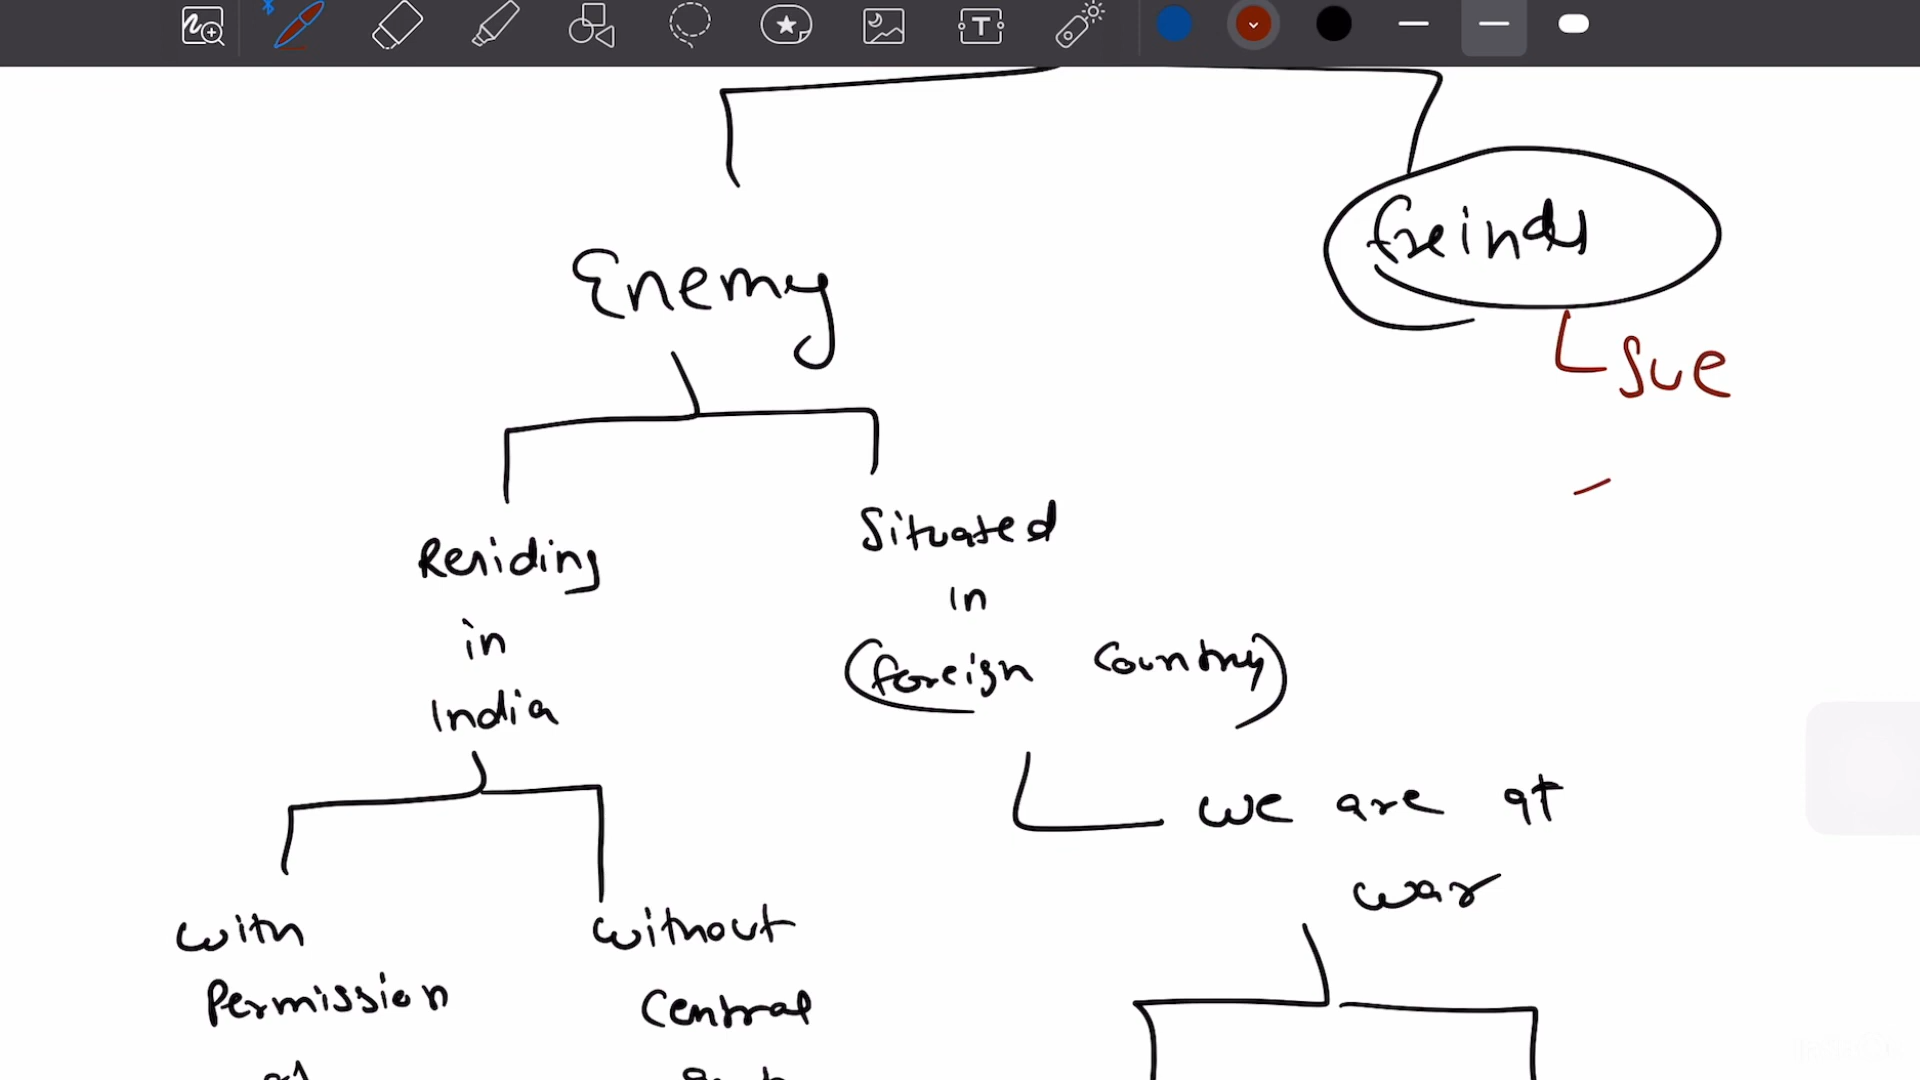 Enemy
freinds
Sue
Residing
in
India
Situated
in
(foreign Country)
we are at
war
with
Permission
without
Central